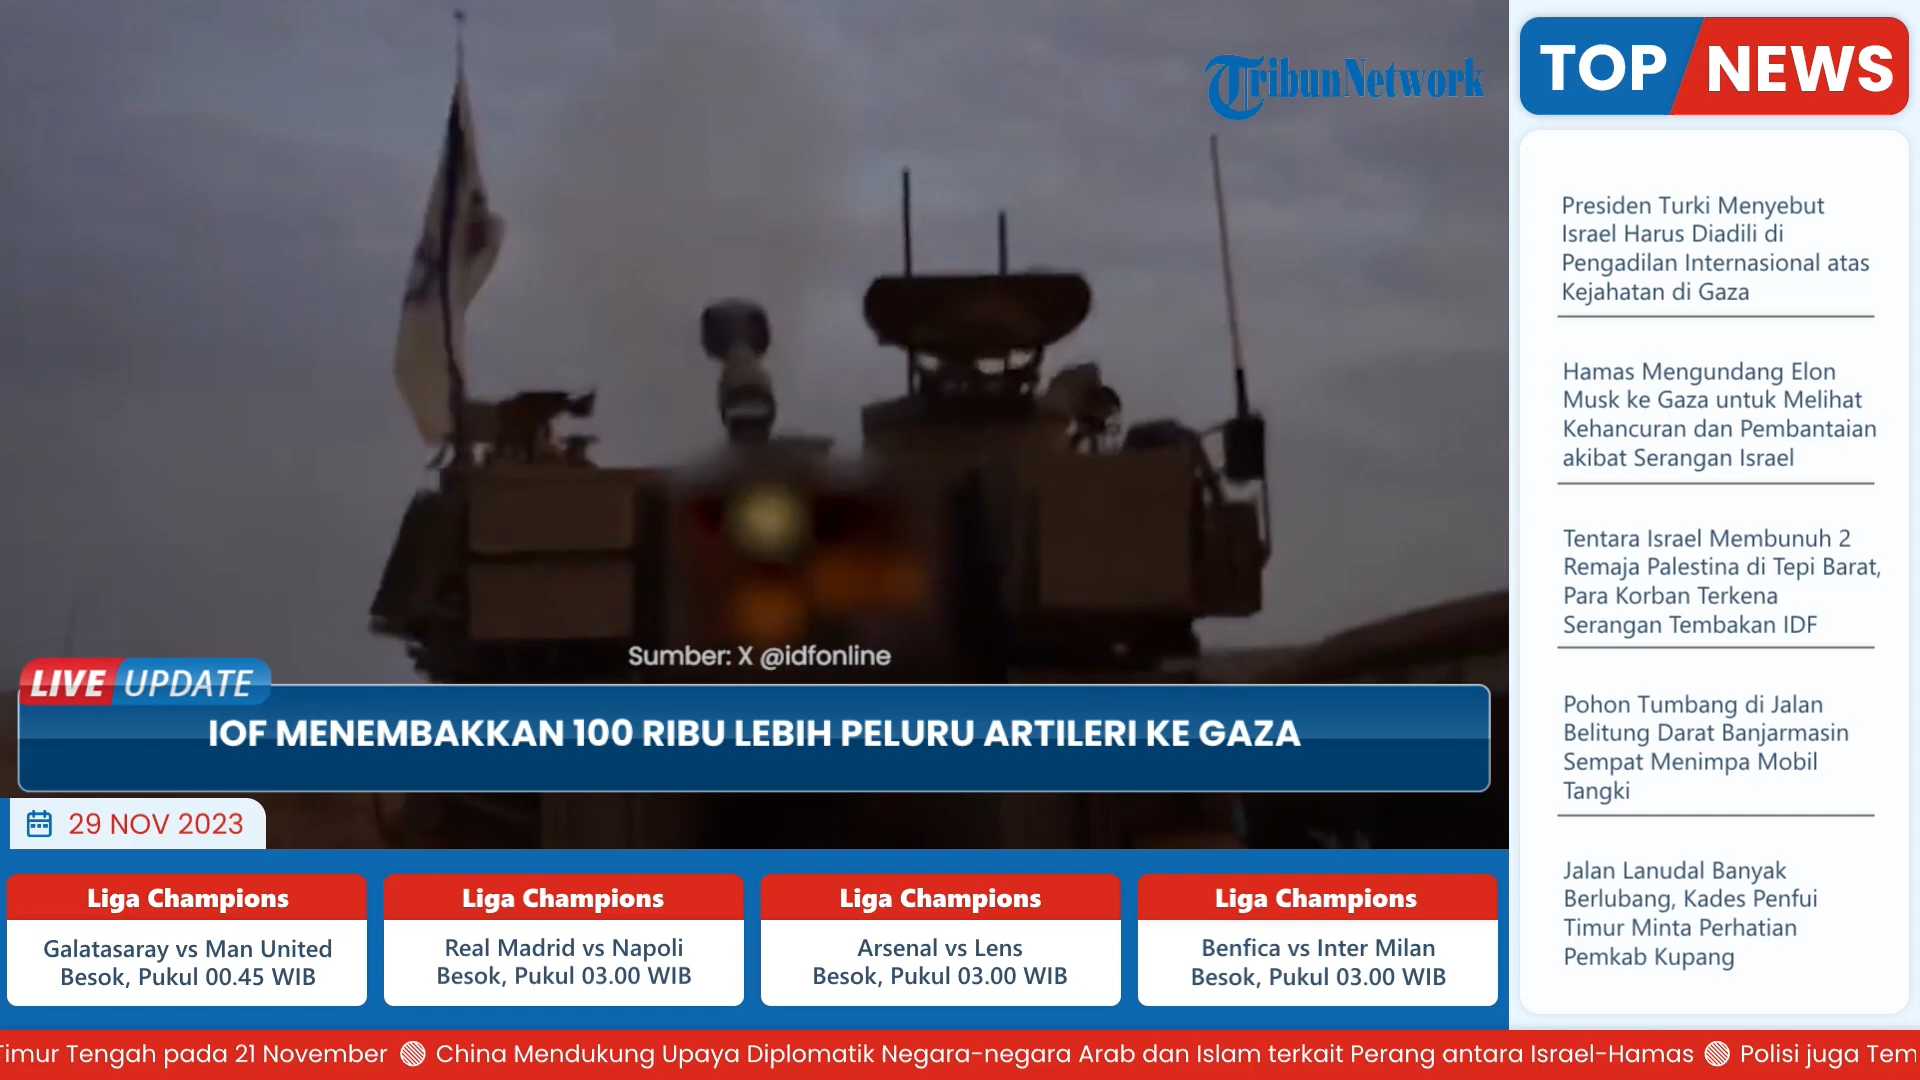 TribunNetwork
TOP NEWS
Presiden Turki Menyebut
Israel Harus Diadili di
Pengadilan Internasional atas
Kejahatan di Gaza
Hamas Mengundang Elon
Musk ke Gaza untuk Melihat
Kehancuran dan Pembantaian
akibat Serangan Israel
Tentara Israel Membunuh 2
Remaja Palestina di Tepi Barat,
Para Korban Terkena
Serangan Tembakan IDF
Pohon Tumbang di Jalan
Belitung Darat Banjarmasin
Sempat Menimpa Mobil
Tangki
Jalan Lanudal Banyak
Berlubang, Kades Penfui
Timur Minta Perhatian
Pemkab Kupang
Sumber: X @idfonline
LIVE UPDATE
IOF MENEMBAKKAN 100 RIBU LEBIH PELURU ARTILERI KE GAZA
29 NOV 2023
Liga Champions
Galatasaray vs Man United
Besok, Pukul 00.45 WIB
Liga Champions
Real Madrid vs Napoli
Besok, Pukul 03.00 WIB
Liga Champions
Arsenal vs Lens
Besok, Pukul 03.00 WIB
Liga Champions
Benfica vs Inter Milan
Besok, Pukul 03.00 WIB
Timur Tengah pada 21 November China Mendukung Upaya Diplomatik Negara-negara Arab dan Islam terkait Perang antara Israel-Hamas Polisi juga Tem